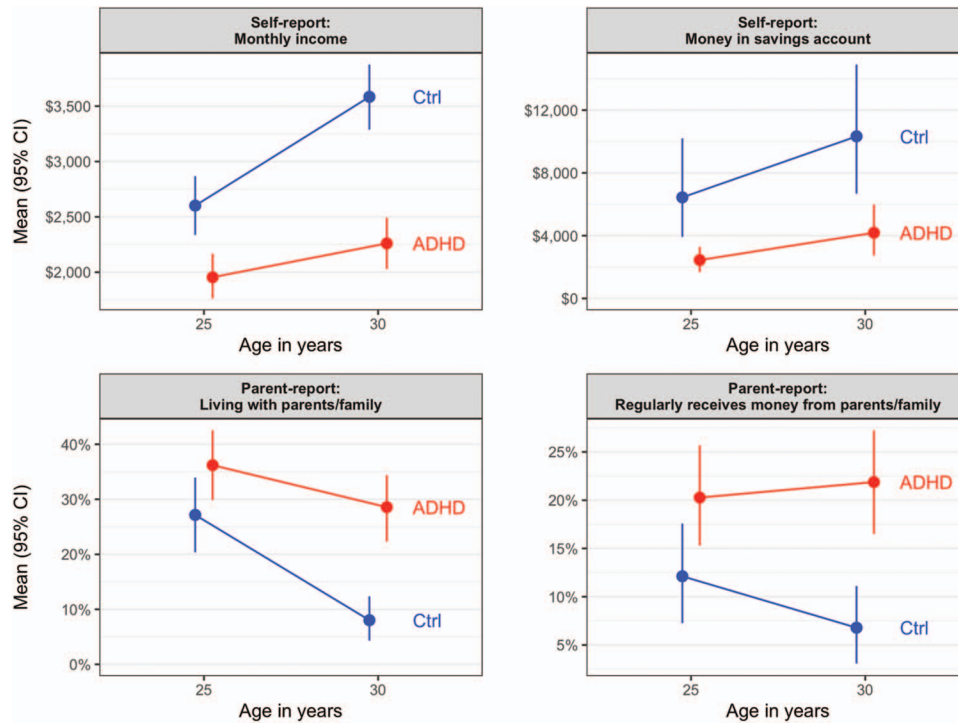 Self-report:
Monthly income
Mean (95% CI)
$3,500
$3,000
$2,500
$2,000
Ctrl
ADHD
25
30
Age in years
Self-report:
Money in savings account
$12,000
$8,000
$4,000
$0
Ctrl
ADHD
25
30
Age in years
Parent-report:
Living with parents/family
Mean (95% CI)
40%
30%
20%
10%
0%
ADHD
Ctrl
25
30
Age in years
Parent-report:
Regularly receives money from parents/family
25%
20%
15%
10%
5%
ADHD
Ctrl
25
30
Age in years